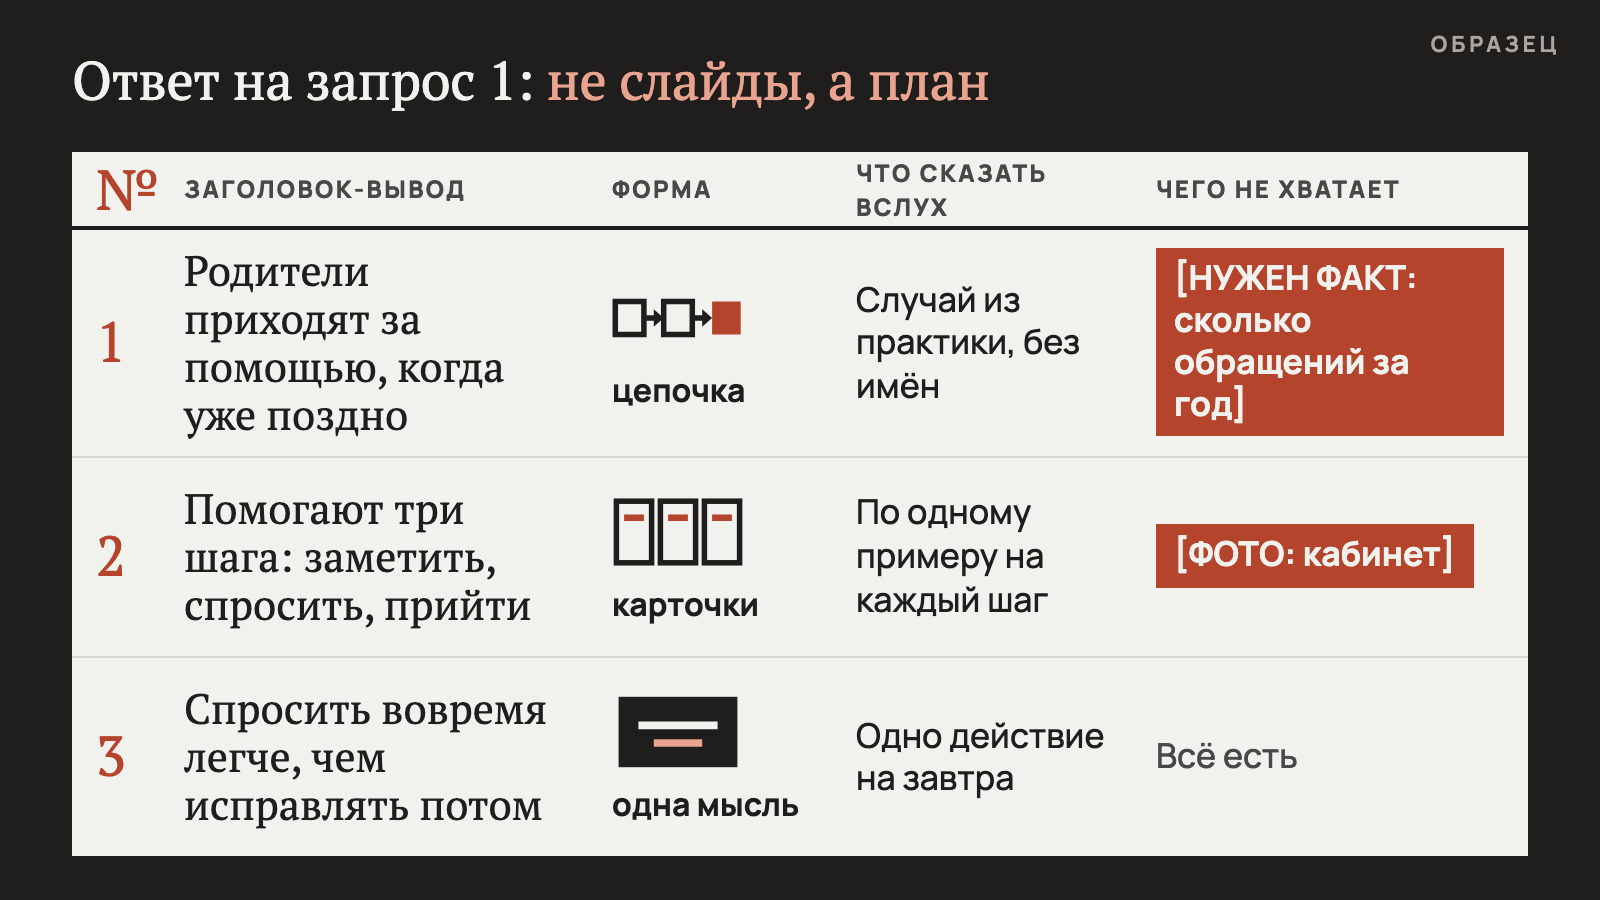 ОБРАЗЕЦ
Ответ на запрос 1: не слайды, а план
№ ЗАГОЛОВОК-ВЫВОД ФОРМА ЧТО СКАЗАТЬ ВСЛУХ ЧЕГО НЕ ХВАТАЕТ
1
Родители
приходят за
помощью, когда
уже поздно
цепочка
Случай из
практики, без
имён
[НУЖЕН ФАКТ:
сколько
обращений за
год]
2
Помогают три
шага: заметить,
спросить, прийти
карточки
По одному
примеру на
каждый шаг
[ФОТО: кабинет]
3
Спросить вовремя
легче, чем
исправлять потом
одна мысль
Одно действие
на завтра
Всё есть